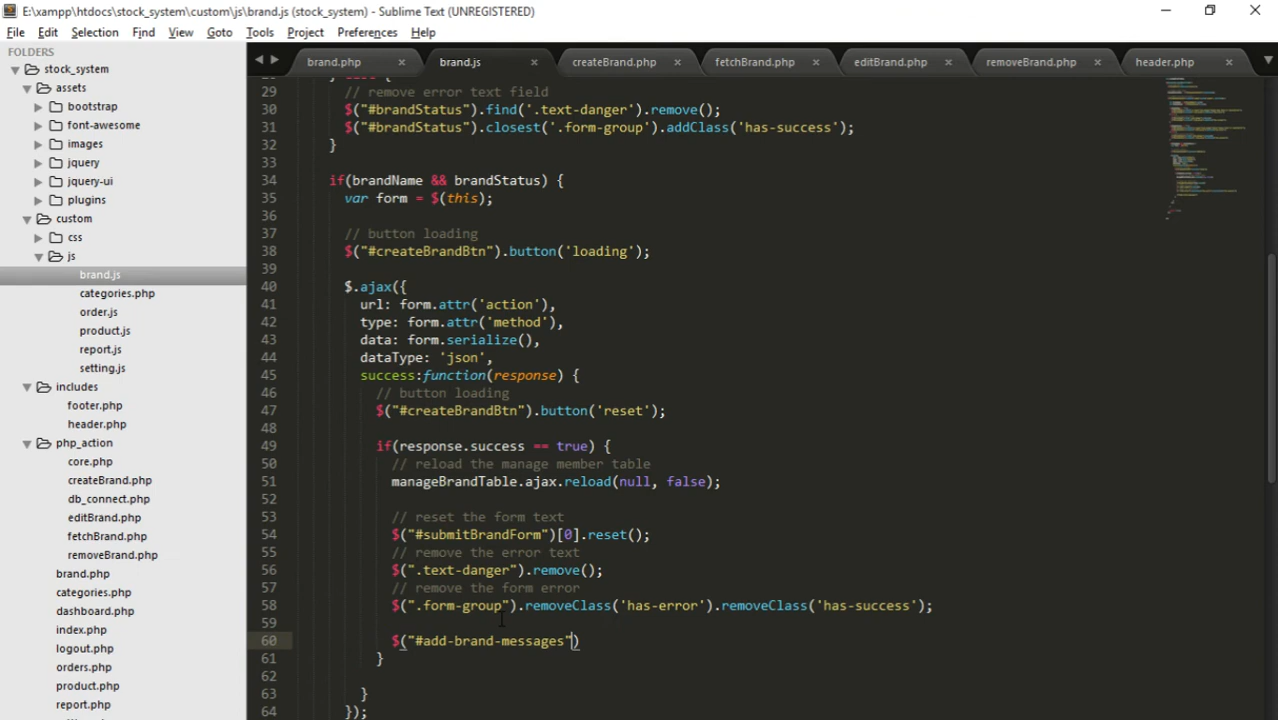 E:\xampp\htdocs\stock_system\custom\js\brand.js (stock_system) - Sublime Text (UNREGISTERED)
File Edit Selection Find View Goto Tools Project Preferences Help
FOLDERS
stock_system
assets
bootstrap
font-awesome
images
jquery
jquery-ui
plugins
custom
css
js
brand.js
categories.js
order.js
product.js
report.js
setting.js
includes
footer.php
header.php
php_action
core.php
createBrand.php
db_connect.php
editBrand.php
fetchBrand.php
removeBrand.php
brand.php
categories.php
dashboard.php
index.php
logout.php
order.php
product.php
report.php
brand.php brand.js createBrand.php fetchBrand.php editBrand.php removeBrand.php header.php
29 // remove error text field
30 $("#brandStatus").find('.text-danger').remove();
31 $("#brandStatus").closest('.form-group').addClass('has-success');
32 }
33
34 if(brandName && brandStatus) {
35 var form = $(this);
36
37 // button loading
38 $("#createBrandBtn").button('loading');
39
40 $.ajax({
41 url: form.attr('action'),
42 type: form.attr('method'),
43 data: form.serialize(),
44 dataType: 'json',
45 success:function(response) {
46 // button loading
47 $("#createBrandBtn").button('reset');
48
49 if(response.success == true) {
50 // reload the manage member table
51 manageBrandTable.ajax.reload(null, false);
52
53 // reset the form text
54 $("#submitBrandForm")[0].reset();
55 // remove the error text
56 $(".text-danger").remove();
57 // remove the form error
58 $(".form-group").removeClass('has-error').removeClass('has-success');
59
60 $("#add-brand-messages")
61 }
62
63 }
64 });